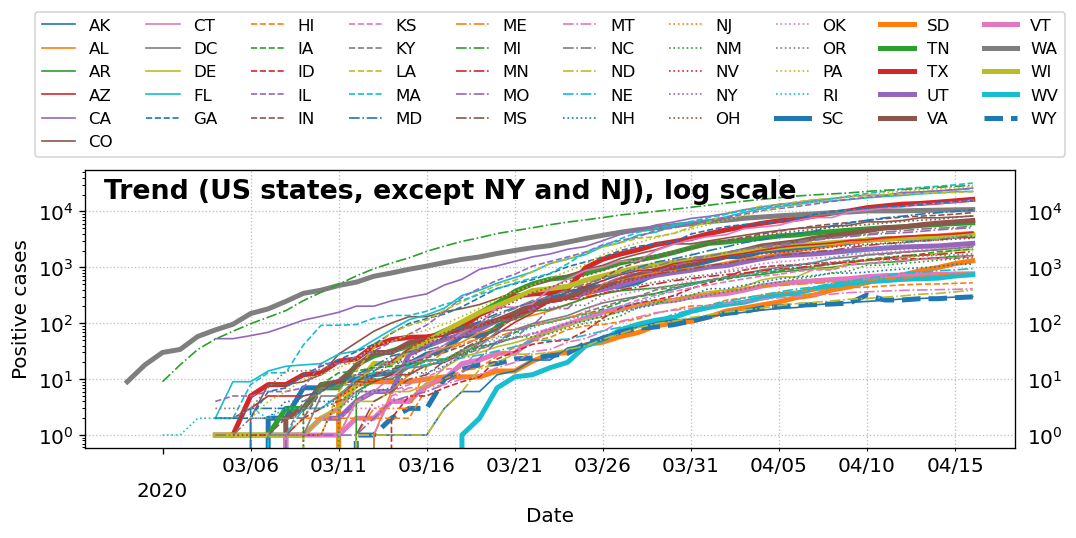 AK CT HI KS ME MT NJ OK SD VT
AL DC IA KY MI NC NM OR TN WA
AR DE ID LA MN ND NV PA TX WI
AZ FL IL MA MO NE NY RI UT WV
CA GA IN MD MS NH OH SC VA WY
CO
Trend (US states, except NY and NJ), log scale
Positive cases
10⁴ 10⁴
10³ 10³
10² 10²
10¹ 10¹
10⁰ 10⁰
03/06 03/11 03/16 03/21 03/26 03/31 04/05 04/10 04/15
2020
Date